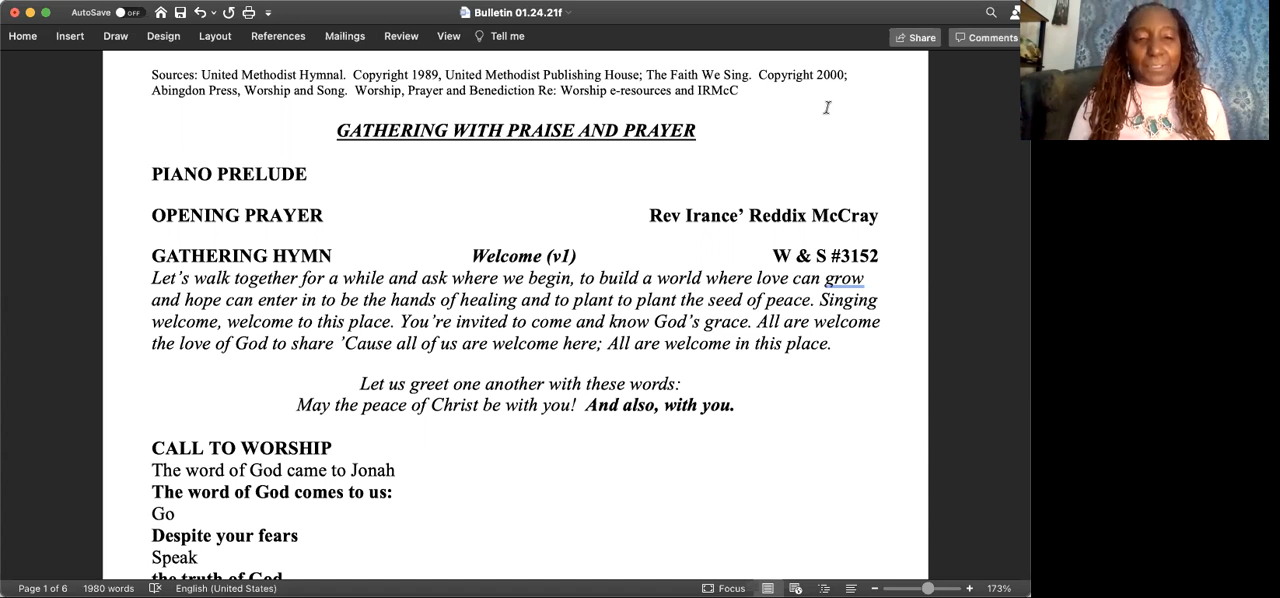 AutoSave OFF Bulletin 01.24.21f
Home Insert Draw Design Layout References Mailings Review View Tell me Share Comments
Sources: United Methodist Hymnal. Copyright 1989, United Methodist Publishing House; The Faith We Sing. Copyright 2000;
Abingdon Press, Worship and Song. Worship, Prayer and Benediction Re: Worship e-resources and IRMcC
GATHERING WITH PRAISE AND PRAYER
PIANO PRELUDE
OPENING PRAYER Rev Irance’ Reddix McCray
GATHERING HYMN Welcome (v1) W & S #3152
Let’s walk together for a while and ask where we begin, to build a world where love can grow
and hope can enter in to be the hands of healing and to plant to plant the seed of peace. Singing
welcome, welcome to this place. You’re invited to come and know God’s grace. All are welcome
the love of God to share ’Cause all of us are welcome here; All are welcome in this place.
Let us greet one another with these words:
May the peace of Christ be with you! And also, with you.
CALL TO WORSHIP
The word of God came to Jonah
The word of God comes to us:
Go
Despite your fears
Speak
the truth of God
Page 1 of 6 1980 words English (United States) Focus 173%